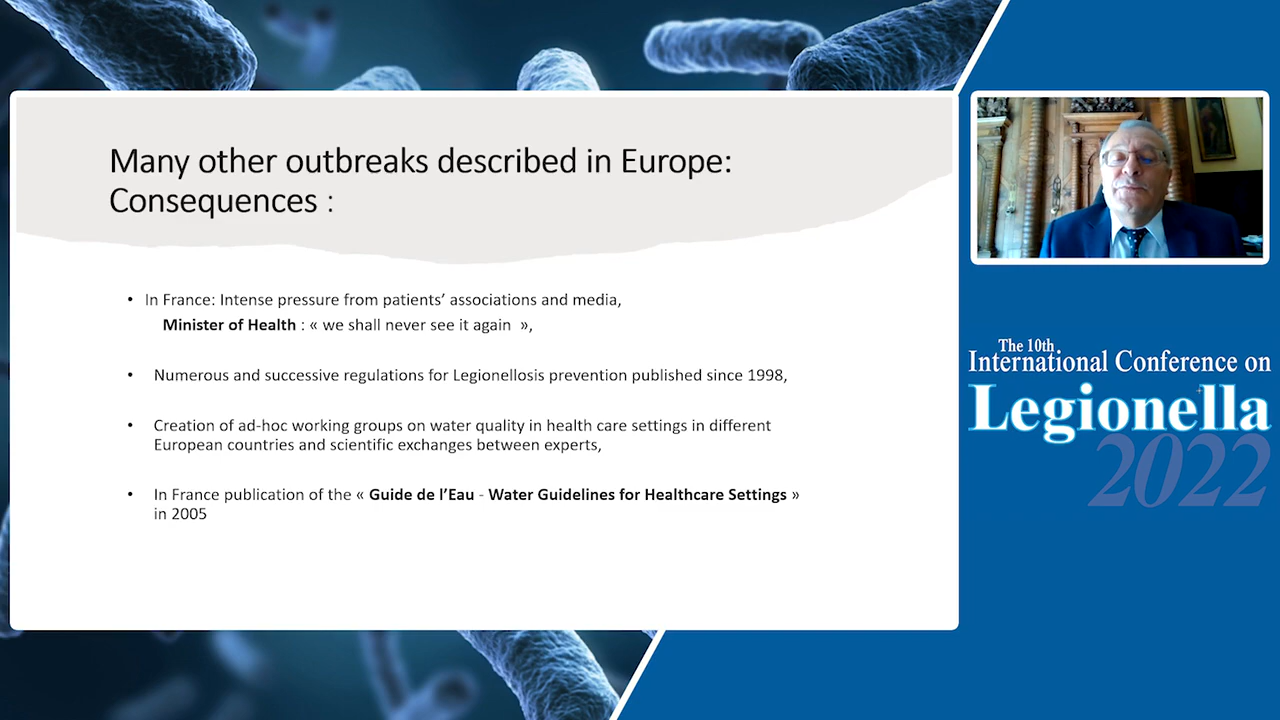 Many other outbreaks described in Europe:
Consequences :
• In France: Intense pressure from patients’ associations and media,
Minister of Health : « we shall never see it again »,
• Numerous and successive regulations for Legionellosis prevention published since 1998,
• Creation of ad-hoc working groups on water quality in health care settings in different
European countries and scientific exchanges between experts,
• In France publication of the « Guide de l’Eau - Water Guidelines for Healthcare Settings »
in 2005
The 10th
International Conference on
Legionella
2022